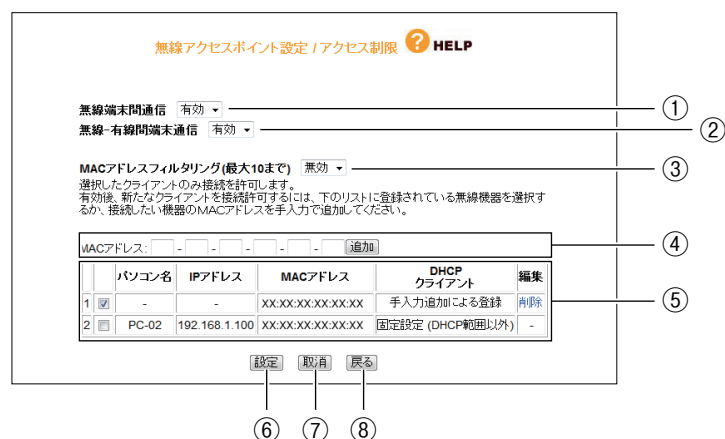 無線アクセスポイント設定 / アクセス制限 ? HELP
無線端末間通信 有効
①
無線-有線間端末通信 有効
②
MACアドレスフィルタリング(最大10まで) 無効
③
選択したクライアントのみ接続を許可します。
有効後、新たなクライアントを接続許可するには、下のリストに登録されている無線機器を選択す
るか、接続したい機器のMACアドレスを手入力で追加してください。
MACアドレス: - - - - - 追加
④
パソコン名 IPアドレス MACアドレス DHCPクライアント 編集
⑤
1 - - XX:XX:XX:XX:XX:XX 手入力追加による登録 削除
2 PC-02 192.168.1.100 XX:XX:XX:XX:XX:XX 固定設定 (DHCP範囲以外) -
設定 取消 戻る
⑥ ⑦ ⑧